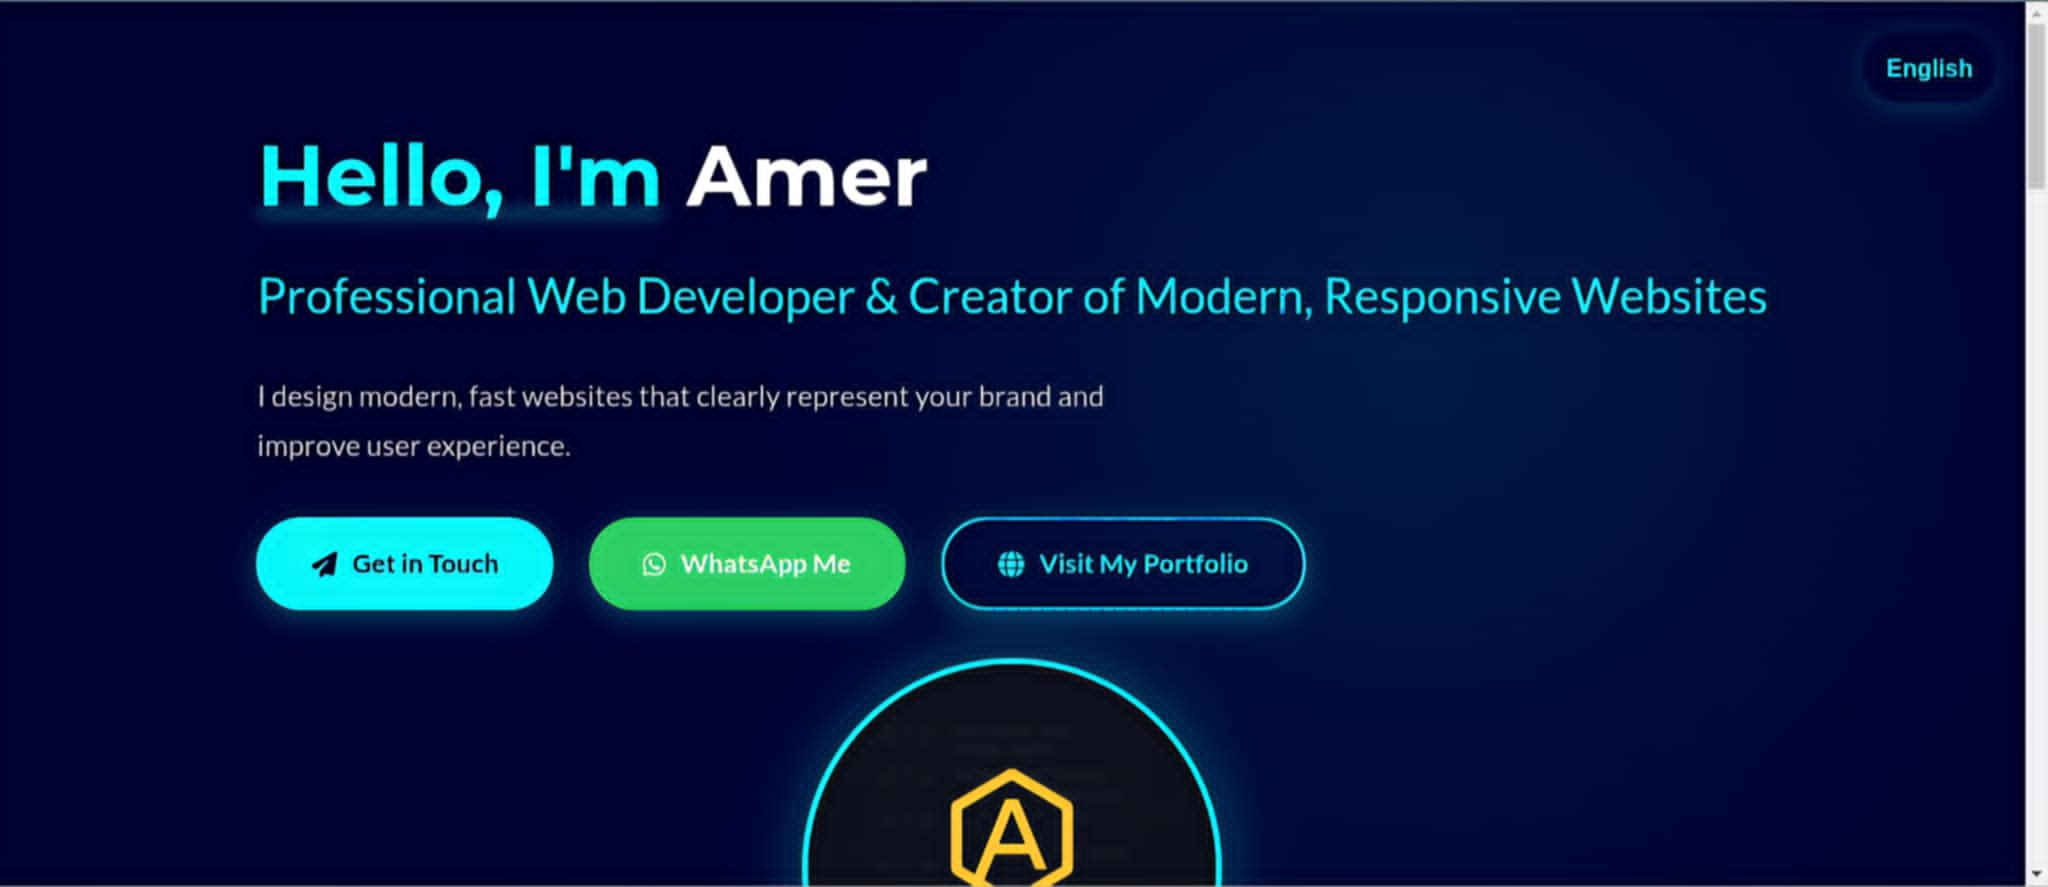 English
Hello, I'm Amer
Professional Web Developer & Creator of Modern, Responsive Websites
I design modern, fast websites that clearly represent your brand and
improve user experience.
Get in Touch
WhatsApp Me
Visit My Portfolio
A